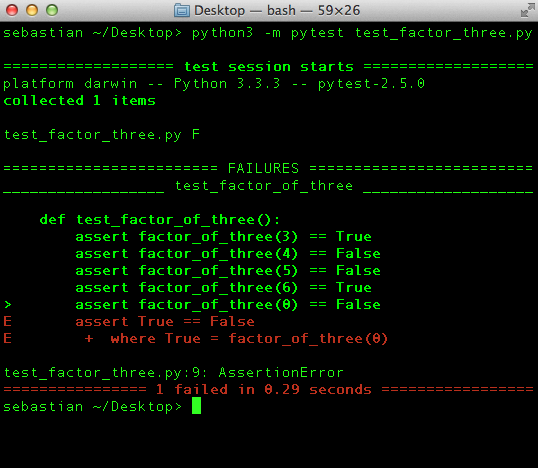 Desktop — bash — 59×26
sebastian ~/Desktop> python3 -m pytest test_factor_three.py
=================== test session starts ===================
platform darwin -- Python 3.3.3 -- pytest-2.5.0
collected 1 items
test_factor_three.py F
======================== FAILURES =========================
__________________ test_factor_of_three ___________________
    def test_factor_of_three():
        assert factor_of_three(3) == True
        assert factor_of_three(4) == False
        assert factor_of_three(5) == False
        assert factor_of_three(6) == True
>       assert factor_of_three(0) == False
E       assert True == False
E        +  where True = factor_of_three(0)
test_factor_three.py:9: AssertionError
================ 1 failed in 0.29 seconds =================
sebastian ~/Desktop>